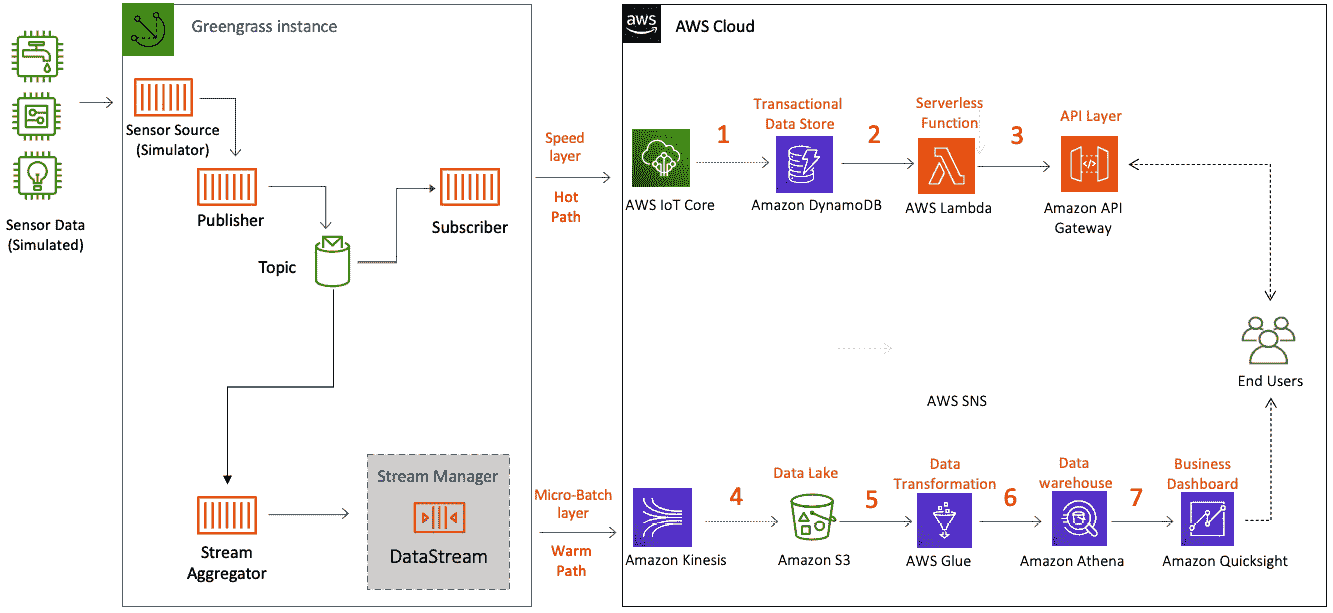 Greengrass instance
Sensor Data
(Simulated)
Sensor Source
(Simulator)
Publisher
Topic
Subscriber
Stream
Aggregator
Stream Manager
DataStream
Speed
layer
Hot
Path
Micro-Batch
layer
Warm
Path
aws
AWS Cloud
AWS IoT Core
1
Transactional
Data Store
Amazon DynamoDB
2
Serverless
Function
AWS Lambda
3
API Layer
Amazon API
Gateway
End Users
AWS SNS
Amazon Kinesis
4
Data Lake
Amazon S3
5
Data
Transformation
AWS Glue
6
Data
warehouse
Amazon Athena
7
Business
Dashboard
Amazon Quicksight